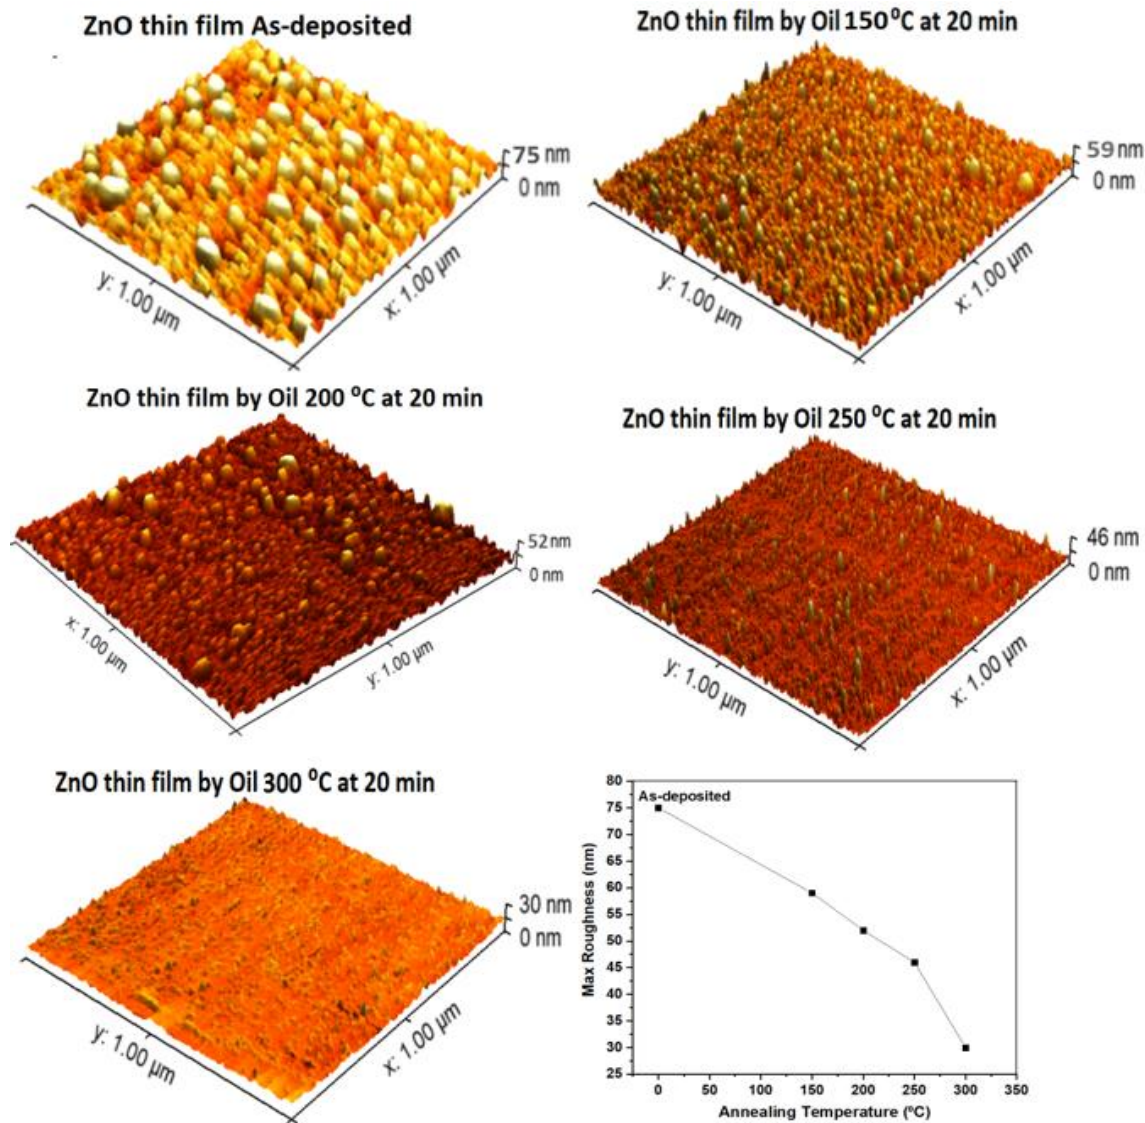 ZnO thin film As-deposited
75 nm
0 nm
y: 1.00 µm
x: 1.00 µm
ZnO thin film by Oil 150 ⁰C at 20 min
59 nm
0 nm
y: 1.00 µm
x: 1.00 µm
ZnO thin film by Oil 200 ⁰C at 20 min
52 nm
0 nm
x: 1.00 µm
y: 1.00 µm
ZnO thin film by Oil 250 ⁰C at 20 min
46 nm
0 nm
y: 1.00 µm
x: 1.00 µm
ZnO thin film by Oil 300 ⁰C at 20 min
30 nm
0 nm
y: 1.00 µm
x: 1.00 µm
80
75
70
65
60
55
50
45
40
35
30
25
Max Roughness (nm)
As-deposited
0 50 100 150 200 250 300 350
Annealing Temperature (⁰C)